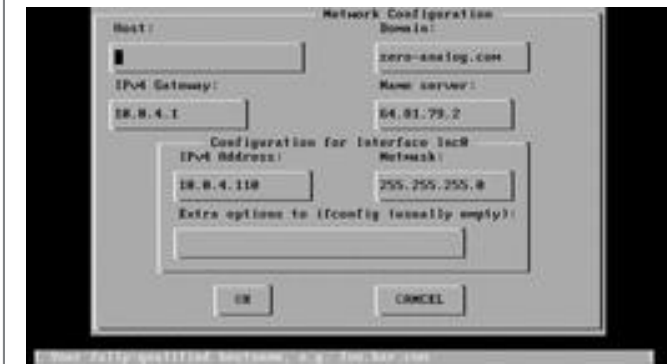 Network Configuration
Host: Domain:
zero-analog.com
IPv4 Gateway: Name server:
10.0.4.1 64.81.79.2
Configuration for Interface lnc0
IPv4 Address: Netmask:
10.0.4.110 255.255.255.0
Extra options to ifconfig (usually empty):
OK CANCEL
Your fully-qualified hostname, e.g. foo.bar.com